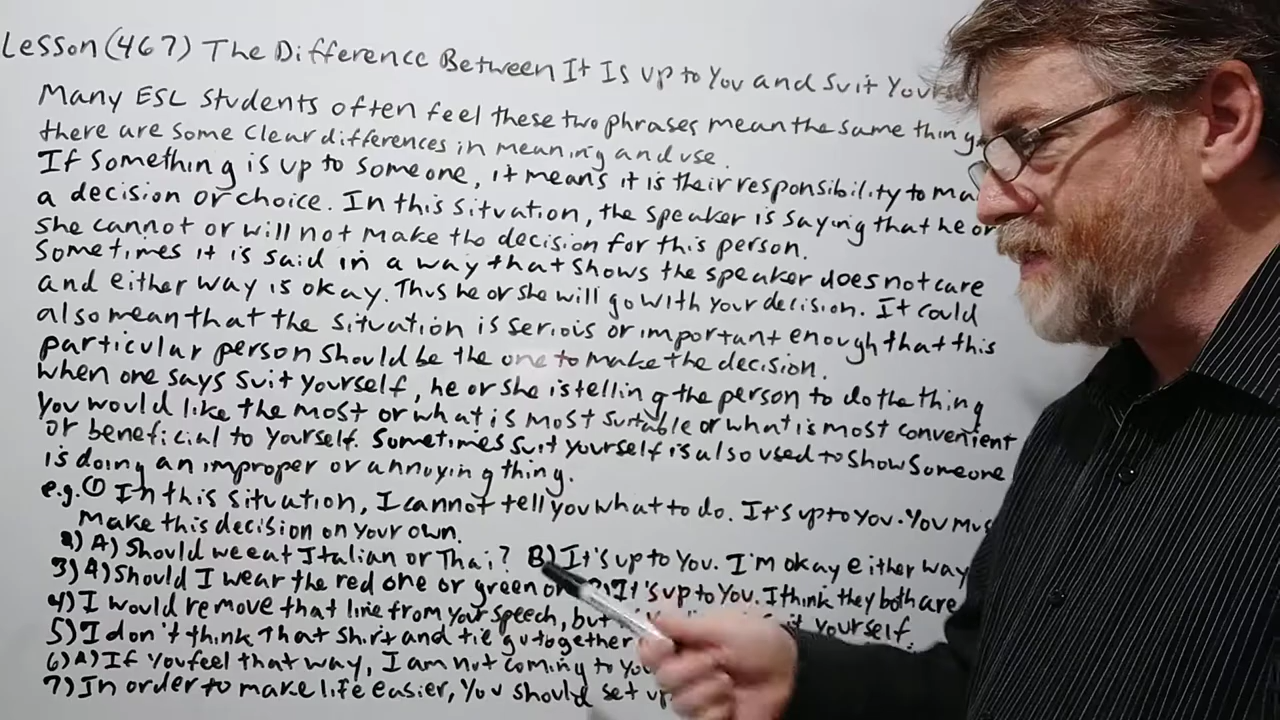 Lesson (467) The Difference Between It Is up to You and Suit
Many ESL students often feel these two phrases mean the same thing
there are some clear differences in meaning and use.
If something is up to someone, it means it is their responsibility to
a decision or choice. In this situation, the speaker is saying that he or
she cannot or will not make the decision for this person.
Sometimes it is said in a way that shows the speaker does not care
and either way is okay. Thus he or she will go with your decision. It could
also mean that the situation is seriois or important enough that this
particular person should be the one to make the decision.
When one says suit yourself, he or she is telling the person to do the thing
you would like the most or what is most suitable or what is most convenient
or beneficial to yourself. Sometimes suit yourself is also used to show someone
is doing an improper or annoying thing.
e.g. ① In this situation, I cannot tell you what to do. It's up to you. You
make this decision on your own.
2) A) Should we eat Italian or Thai? B) It's up to you. I'm okay either way
3) A) Should I wear the red one or green It's up to you. I think they both are
4) I would remove that line from your speech, but yourself.
5) I don't think that shirt and tie go together
6) A) If you feel that way, I am not coming to
7) In order to make life easier, you should set up